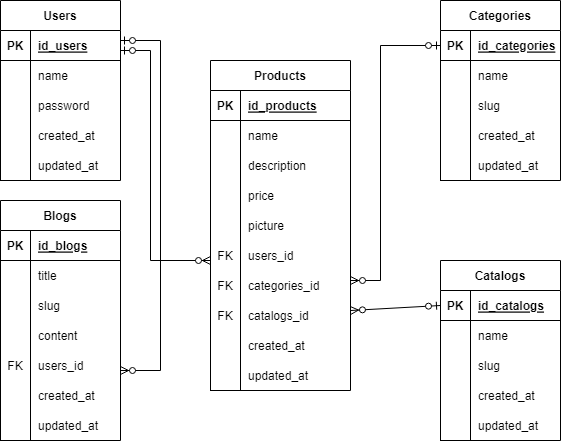 Users
PK id_users
name
password
created_at
updated_at
Blogs
PK id_blogs
title
slug
content
FK users_id
created_at
updated_at
Products
PK id_products
name
description
price
picture
FK users_id
FK categories_id
FK catalogs_id
created_at
updated_at
Categories
PK id_categories
name
slug
created_at
updated_at
Catalogs
PK id_catalogs
name
slug
created_at
updated_at